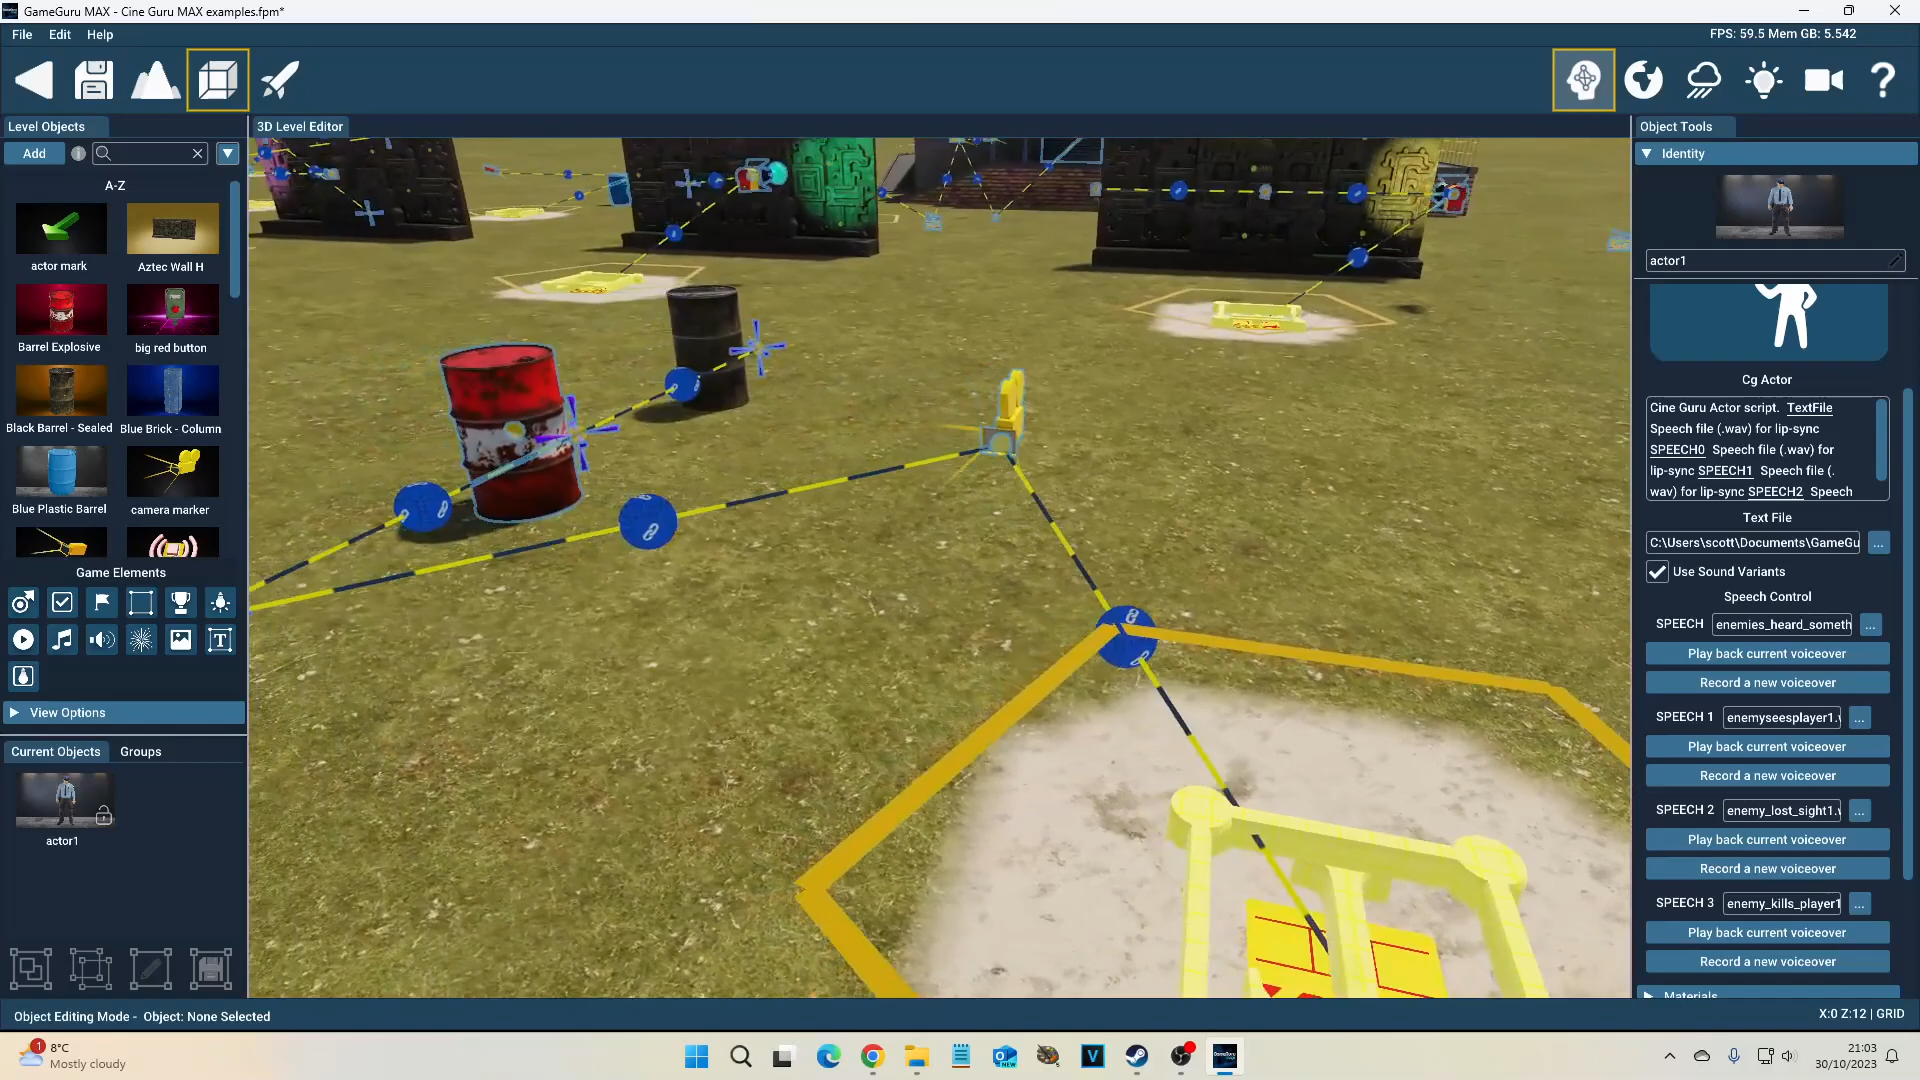 GameGuru MAX - Cine Guru MAX examples.fpm*
File Edit Help
FPS: 59.5 Mem GB: 5.542
Level Objects
3D Level Editor
Object Tools
Add
Identity
A-Z
actor mark
Aztec Wall H
actor1
Barrel Explosive
big red button
Cg Actor
Cine Guru Actor script. TextFile
Speech file (.wav) for lip-sync
SPEECH0 Speech file (.wav) for
lip-sync SPEECH1 Speech file (.
wav) for lip-sync SPEECH2 Speech
Black Barrel - Sealed
Blue Brick - Column
Blue Plastic Barrel
camera marker
Text File
C:\Users\scott\Documents\GameGu
...
Use Sound Variants
Game Elements
Speech Control
SPEECH enemies_heard_someth ...
Play back current voiceover
Record a new voiceover
SPEECH 1 enemyseesplayer1.w ...
Play back current voiceover
Record a new voiceover
SPEECH 2 enemy_lost_sight1.w ...
Play back current voiceover
Record a new voiceover
SPEECH 3 enemy_kills_player1 ...
Play back current voiceover
Record a new voiceover
Materials
View Options
Current Objects
Groups
actor1
Object Editing Mode - Object: None Selected
X:0 Z:12 | GRID
1
8°C
Mostly cloudy
NEW
V
21:03
30/10/2023